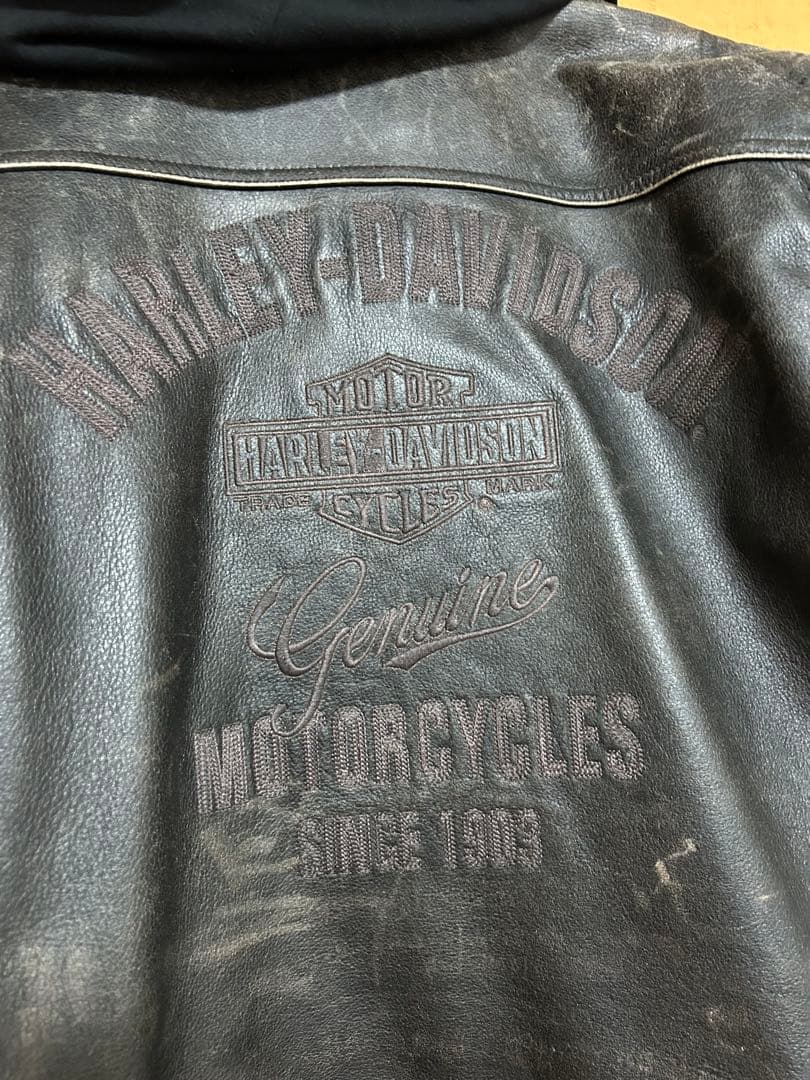 HARLEY-DAVIDSON
MOTOR
HARLEY-DAVIDSON
TRADE CYCLES MARK
Genuine
MOTORCYCLES
SINCE 1903